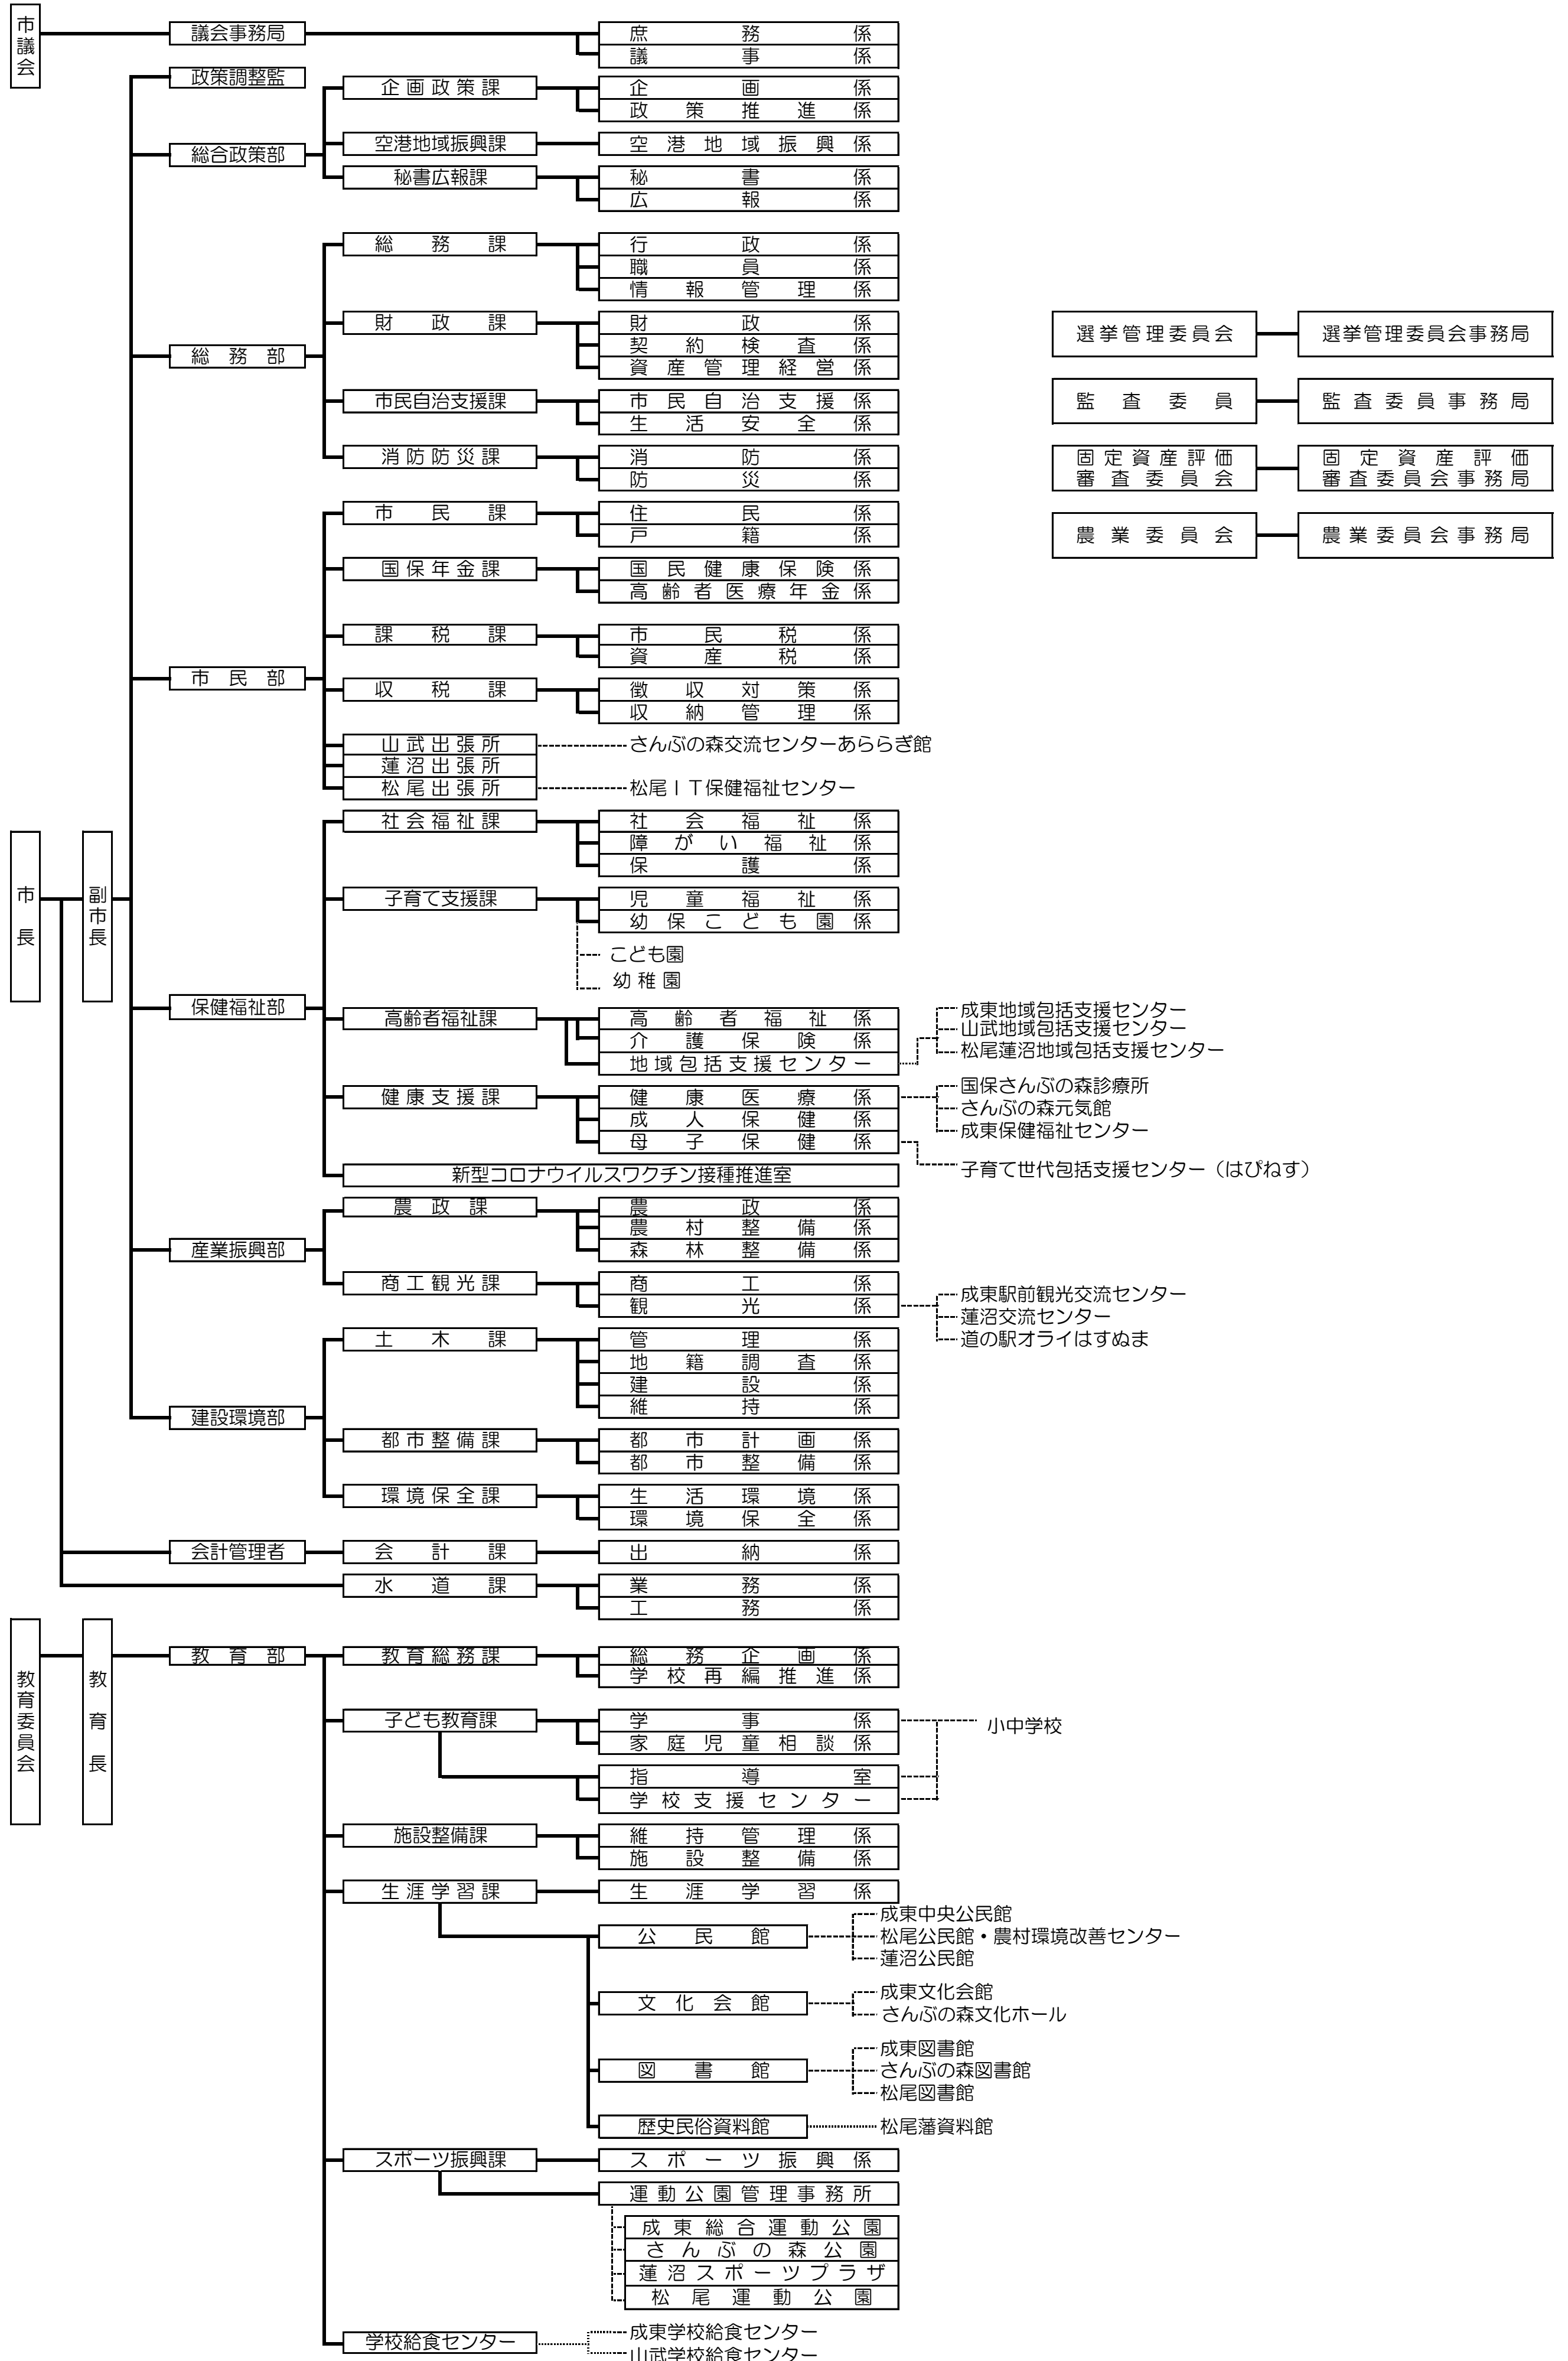 市議会
議会事務局
庶務係
議事係
政策調整監
総合政策部
企画政策課
企画係
政策推進係
空港地域振興課
空港地域振興係
秘書広報課
秘書係
広報係
総務部
総務課
行政係
職員係
情報管理係
財政課
財政係
契約検査係
資産管理経営係
市民自治支援課
市民自治支援係
生活安全係
消防防災課
消防係
防災係
選挙管理委員会
選挙管理委員会事務局
監査委員
監査委員事務局
固定資産評価
審査委員会
固定資産評価
審査委員会事務局
農業委員会
農業委員会事務局
市民部
市民課
住民係
戸籍係
国保年金課
国民健康保険係
高齢者医療年金係
課税課
市民税係
資産税係
収税課
徴収対策係
収納管理係
山武出張所
さんぶの森交流センターあららぎ館
蓮沼出張所
松尾出張所
松尾IT保健福祉センター
市長
副市長
保健福祉部
社会福祉課
社会福祉係
障がい福祉係
保護係
子育て支援課
児童福祉係
幼保こども園係
こども園
幼稚園
高齢者福祉課
高齢者福祉係
介護保険係
地域包括支援センター
成東地域包括支援センター
山武地域包括支援センター
松尾蓮沼地域包括支援センター
健康支援課
健康医療係
成人保健係
母子保健係
国保さんぶの森診療所
さんぶの森元気館
成東保健福祉センター
子育て世代包括支援センター(はぴねす)
新型コロナウイルスワクチン接種推進室
産業振興部
農政課
農政係
農村整備係
森林整備係
商工観光課
商工係
観光係
成東駅前観光交流センター
蓮沼交流センター
道の駅オライはすぬま
建設環境部
土木課
管理係
地籍調査係
建設係
維持係
都市整備課
都市計画係
都市整備係
環境保全課
生活環境係
環境保全係
会計管理者
会計課
出納係
水道課
業務係
工務係
教育委員会
教育長
教育部
教育総務課
総務企画係
学校再編推進係
子ども教育課
学事係
家庭児童相談係
指導室
学校支援センター
小中学校
施設整備課
維持管理係
施設整備係
生涯学習課
生涯学習係
公民館
成東中央公民館
松尾公民館・農村環境改善センター
蓮沼公民館
文化会館
成東文化会館
さんぶの森文化ホール
図書館
成東図書館
さんぶの森図書館
松尾図書館
歴史民俗資料館
松尾藩資料館
スポーツ振興課
スポーツ振興係
運動公園管理事務所
成東総合運動公園
さんぶの森公園
蓮沼スポーツプラザ
松尾運動公園
学校給食センター
成東学校給食センター
山武学校給食センター